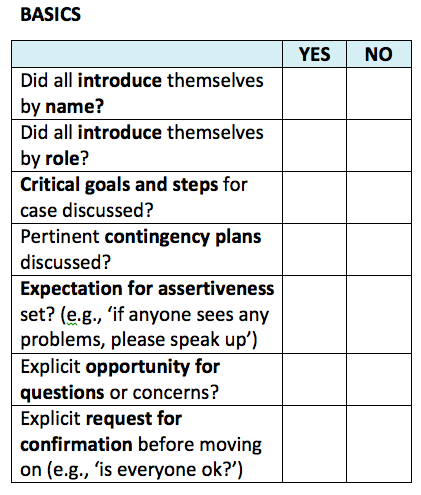 BASICS
YES NO
Did all introduce themselves
by name?
Did all introduce themselves
by role?
Critical goals and steps for
case discussed?
Pertinent contingency plans
discussed?
Expectation for assertiveness
set? (e.g., ‘if anyone sees any
problems, please speak up’)
Explicit opportunity for
questions or concerns?
Explicit request for
confirmation before moving
on (e.g., ‘is everyone ok?’)